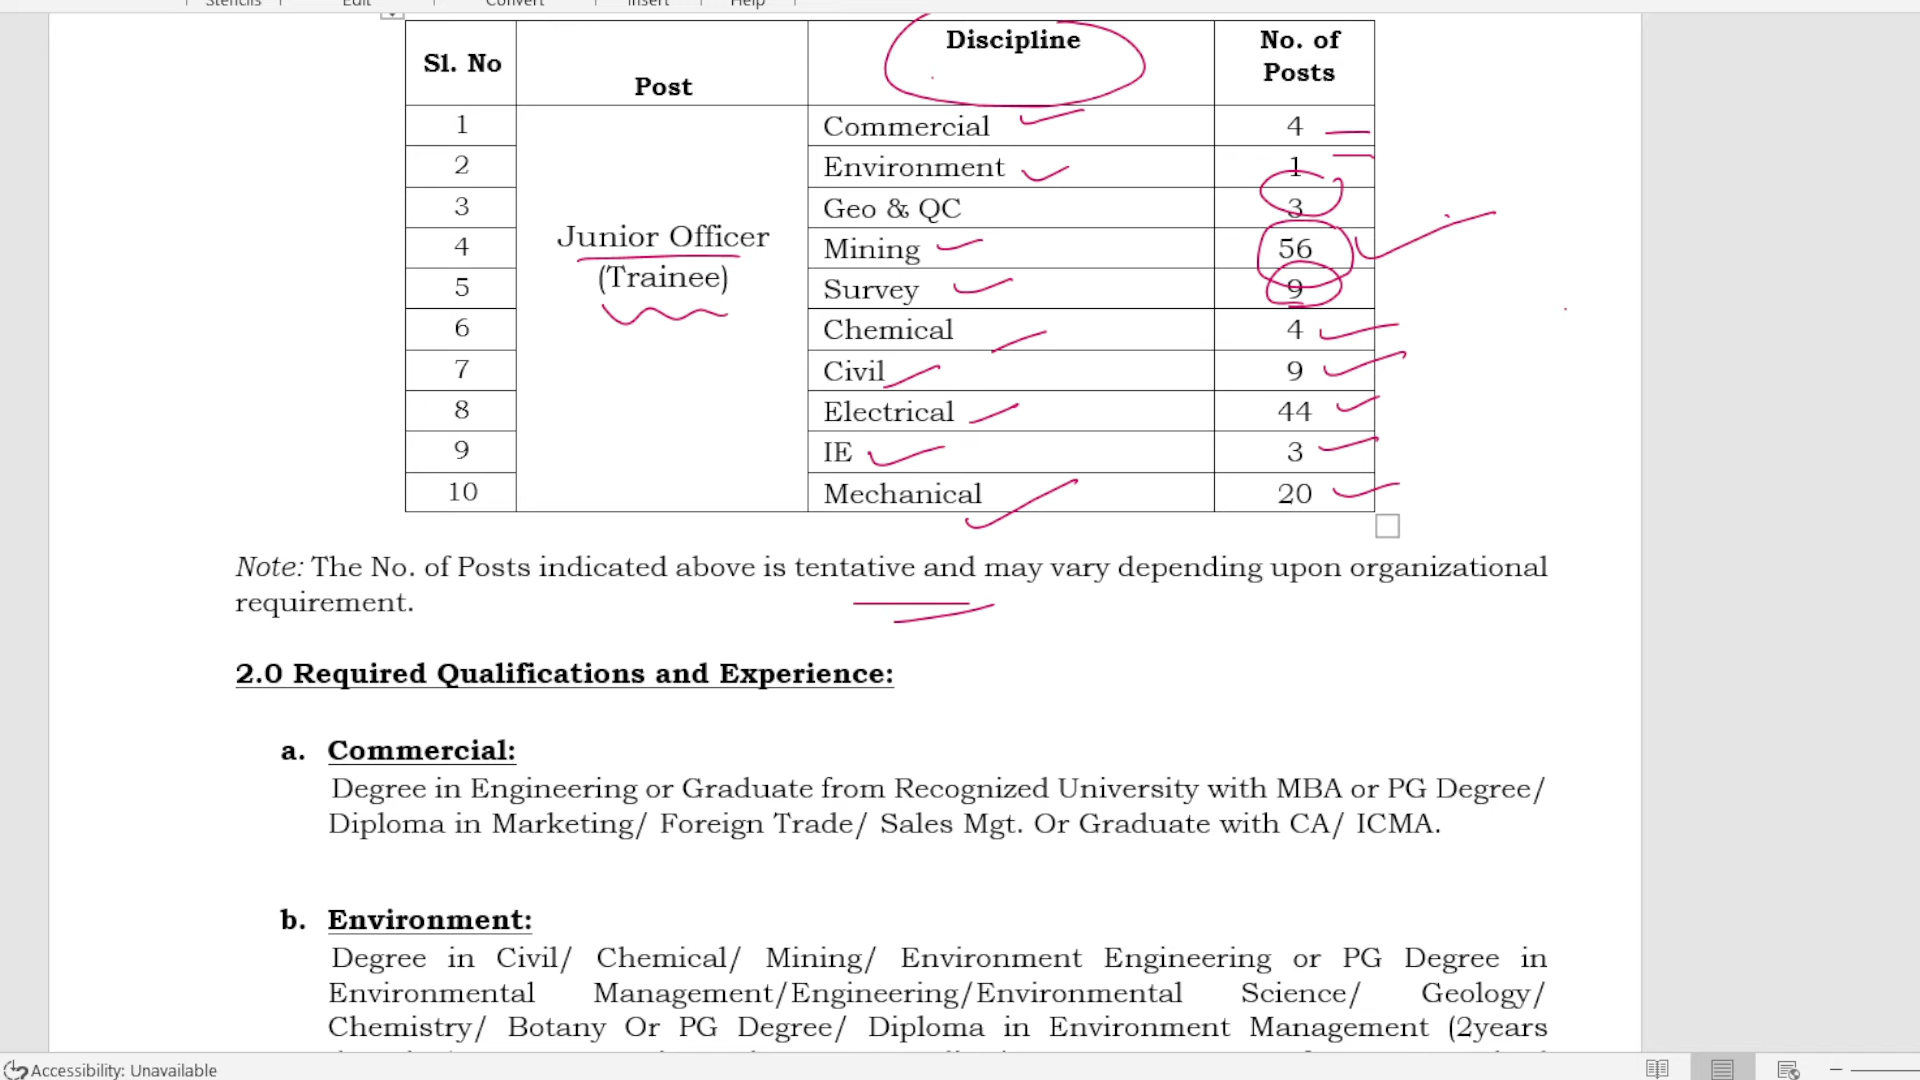 Stencils Edit Convert Insert Help
Sl. No Post Discipline No. of Posts
1 Junior Officer (Trainee) Commercial 4
2 Environment 1
3 Geo & QC 3
4 Mining 56
5 Survey 9
6 Chemical 4
7 Civil 9
8 Electrical 44
9 IE 3
10 Mechanical 20
Note: The No. of Posts indicated above is tentative and may vary depending upon organizational
requirement.
2.0 Required Qualifications and Experience:
a. Commercial:
Degree in Engineering or Graduate from Recognized University with MBA or PG Degree/
Diploma in Marketing/ Foreign Trade/ Sales Mgt. Or Graduate with CA/ ICMA.
b. Environment:
Degree in Civil/ Chemical/ Mining/ Environment Engineering or PG Degree in
Environmental Management/Engineering/Environmental Science/ Geology/
Chemistry/ Botany Or PG Degree/ Diploma in Environment Management (2years
Accessibility: Unavailable